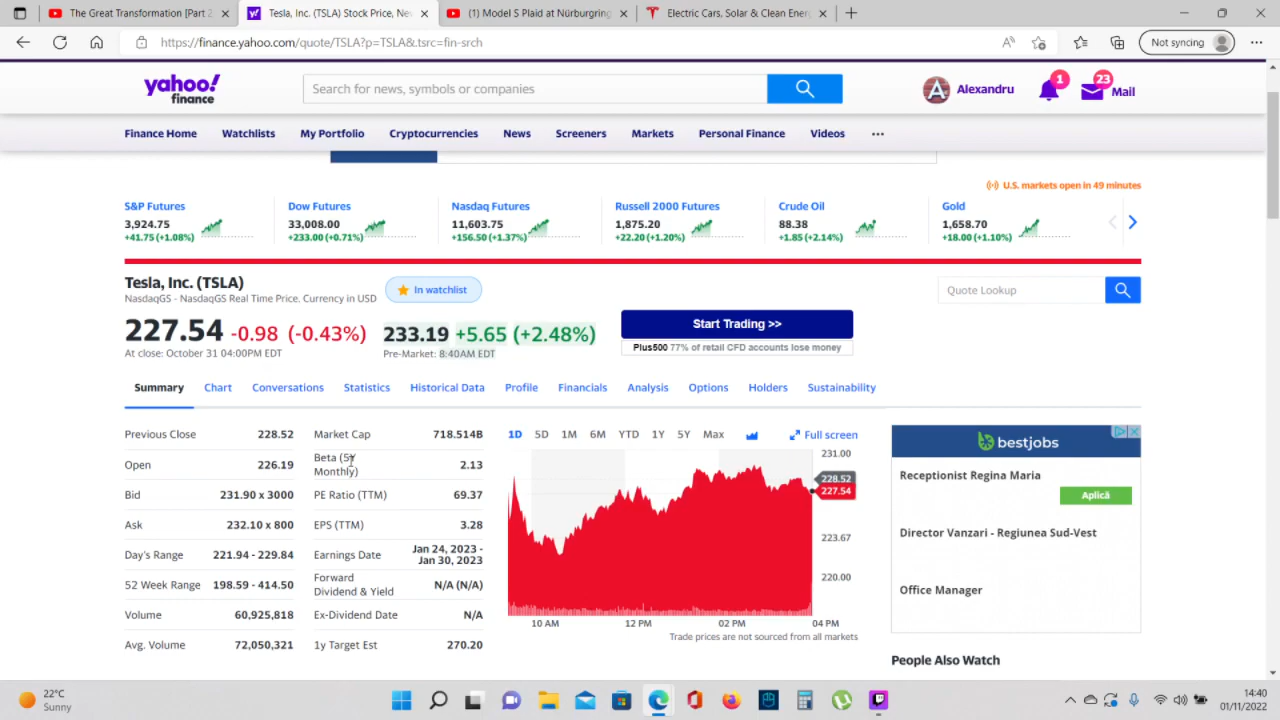 (3) DEUTSCHLAND: The Great Port 2
Tesla, Inc. (TSLA) Stock Price, Ne
(1) Model S Plaid at Nürburgring
Electric Cars, Solar & Clean Ener
https://finance.yahoo.com/quote/TSLA?p=TSLA&.tsrc=fin-srch
Not syncing
yahoo!
finance
Search for news, symbols or companies
Alexandru
1
23
Mail
Finance Home Watchlists My Portfolio Cryptocurrencies News Screeners Markets Personal Finance Videos ...
U.S. markets open in 49 minutes
S&P Futures Dow Futures Nasdaq Futures Russell 2000 Futures Crude Oil Gold
3,924.75 33,008.00 11,603.75 1,875.20 88.38 1,658.70
+41.75 (+1.08%) +233.00 (+0.71%) +156.50 (+1.37%) +22.20 (+1.20%) +1.85 (+2.14%) +18.00 (+1.10%)
Tesla, Inc. (TSLA)
NasdaqGS - NasdaqGS Real Time Price. Currency in USD
In watchlist
Quote Lookup
227.54 -0.98 (-0.43%)
At close: October 31 04:00PM EDT
233.19 +5.65 (+2.48%)
Pre-Market: 8:40AM EDT
Start Trading >>
Plus500 77% of retail CFD accounts lose money
Summary Chart Conversations Statistics Historical Data Profile Financials Analysis Options Holders Sustainability
Previous Close 228.52
Open 226.19
Bid 231.90 x 3000
Ask 232.10 x 800
Day's Range 221.94 - 229.84
52 Week Range 198.59 - 414.50
Volume 60,925,818
Avg. Volume 72,050,321
Market Cap 718.514B
Beta (5Y
Monthly) 2.13
PE Ratio (TTM) 69.37
EPS (TTM) 3.28
Earnings Date Jan 24, 2023 -
Jan 30, 2023
Forward
Dividend & Yield N/A (N/A)
Ex-Dividend Date N/A
1y Target Est 270.20
1D 5D 1M 6M YTD 1Y 5Y Max Full screen
231.00
228.52
227.54
223.67
220.00
10 AM 12 PM 02 PM 04 PM
Trade prices are not sourced from all markets
bestjobs
Receptionist Regina Maria
Aplică
Director Vanzari - Regiunea Sud-Vest
Office Manager
People Also Watch
22°C
Sunny
14:40
01/11/2022